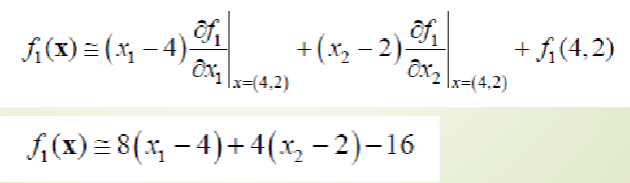 f₁(x) ≅ (x₁ − 4) ∂f₁/∂x₁ |ₓ₌₍₄,₂₎ + (x₂ − 2) ∂f₁/∂x₂ |ₓ₌₍₄,₂₎ + f₁(4,2)
f₁(x) ≅ 8(x₁ − 4) + 4(x₂ − 2) − 16